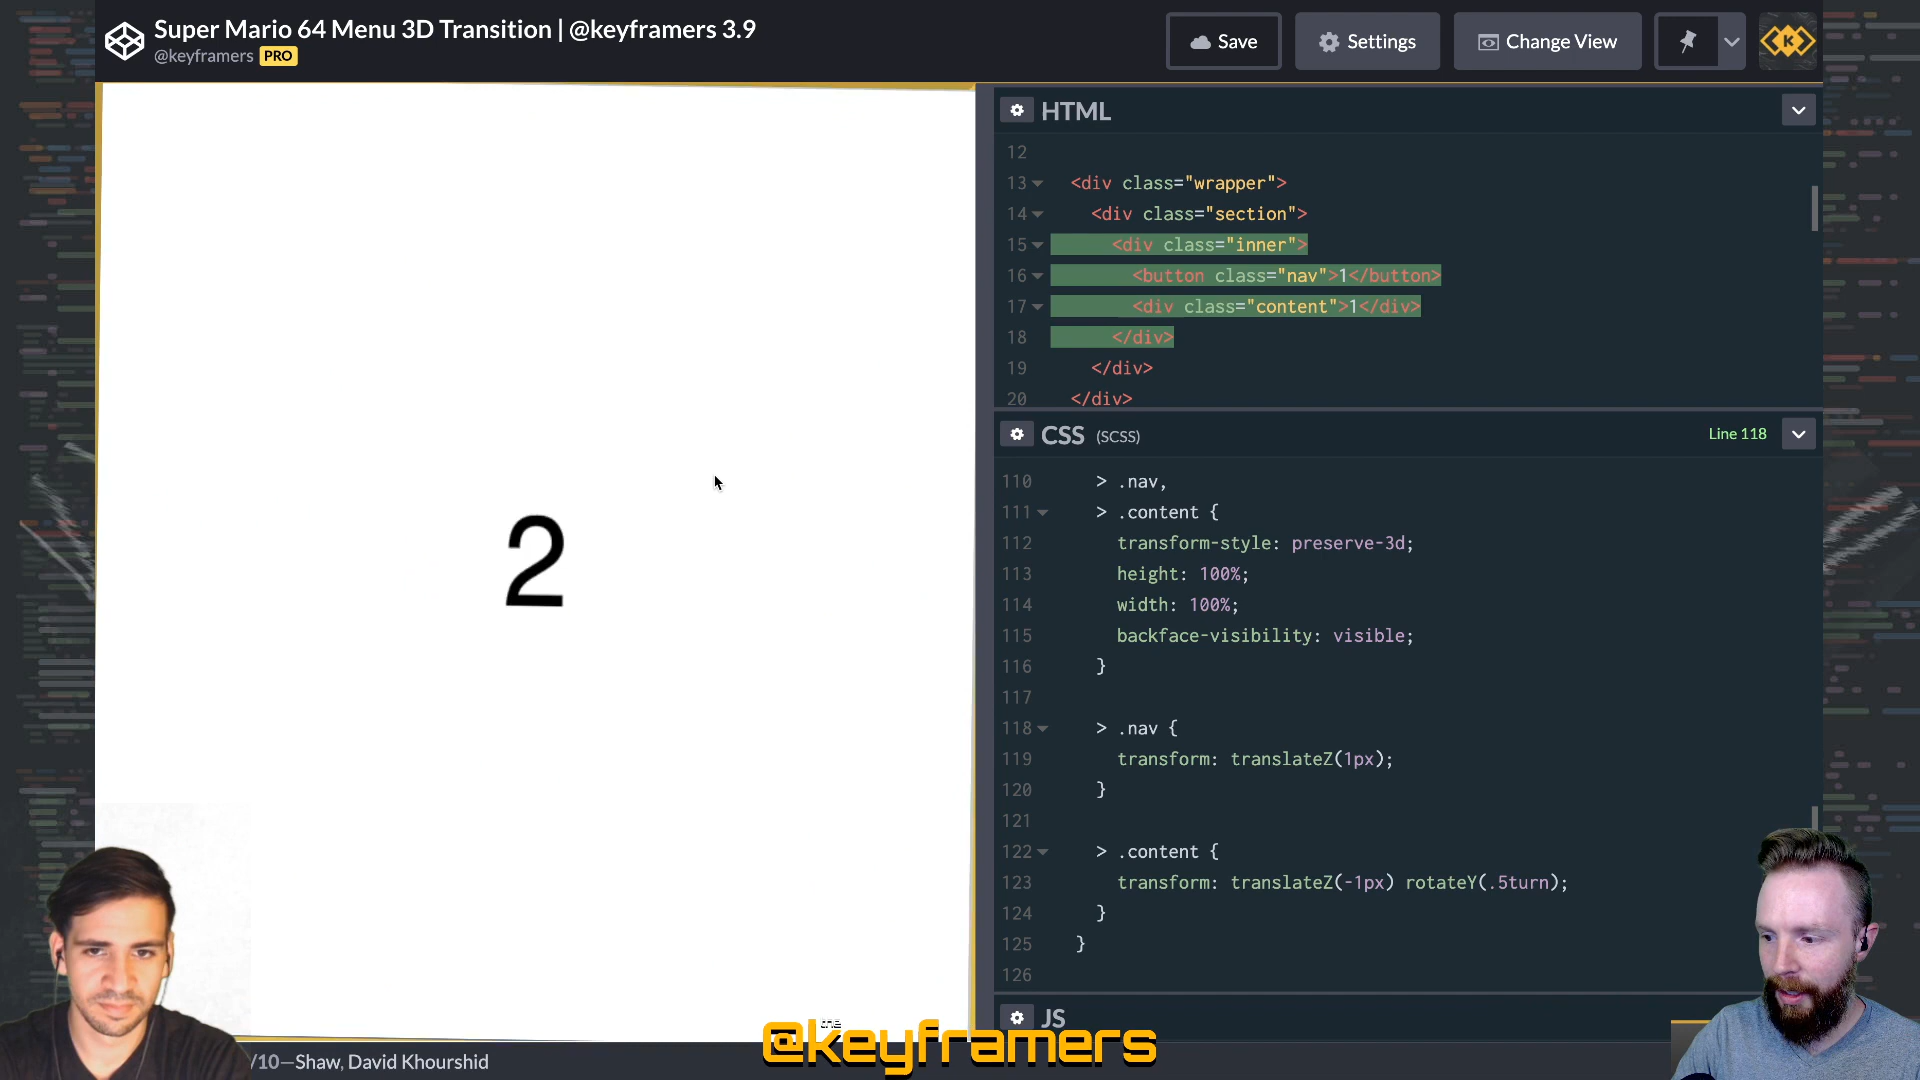 Super Mario 64 Menu 3D Transition | @keyframers 3.9
@keyframers PRO
Save
Settings
Change View
K
2
HTML
12
13 <div class="wrapper">
14 <div class="section">
15 <div class="inner">
16 <button class="nav">1</button>
17 <div class="content">1</div>
18 </div>
19 </div>
20 </div>
CSS (SCSS)
Line 118
110 > .nav,
111 > .content {
112 transform-style: preserve-3d;
113 height: 100%;
114 width: 100%;
115 backface-visibility: visible;
116 }
117
118 > .nav {
119 transform: translateZ(1px);
120 }
121
122 > .content {
123 transform: translateZ(-1px) rotateY(.5turn);
124 }
125 }
126
JS
the
@keyframers
/10—Shaw, David Khourshid